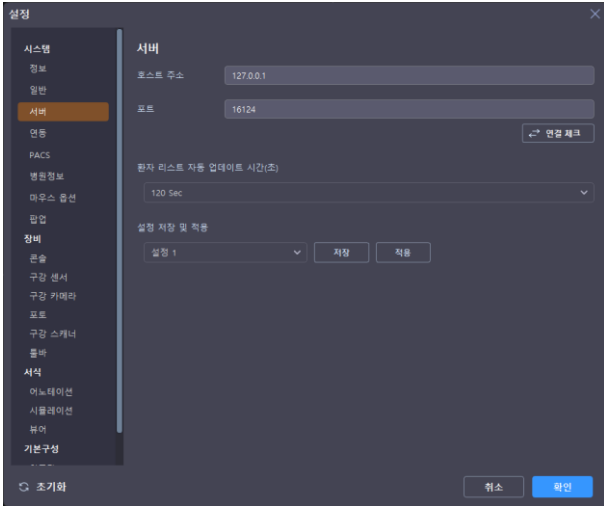 설정
시스템
정보
일반
서버
연동
PACS
병원정보
마우스 옵션
팝업
장비
콘솔
구강 센서
구강 카메라
포토
구강 스캐너
툴바
서식
어노테이션
시뮬레이션
뷰어
기본구성
초기화
서버
호스트 주소
127.0.0.1
포트
16124
연결 체크
환자 리스트 자동 업데이트 시간(초)
120 Sec
설정 저장 및 적용
설정 1
저장
적용
취소
확인